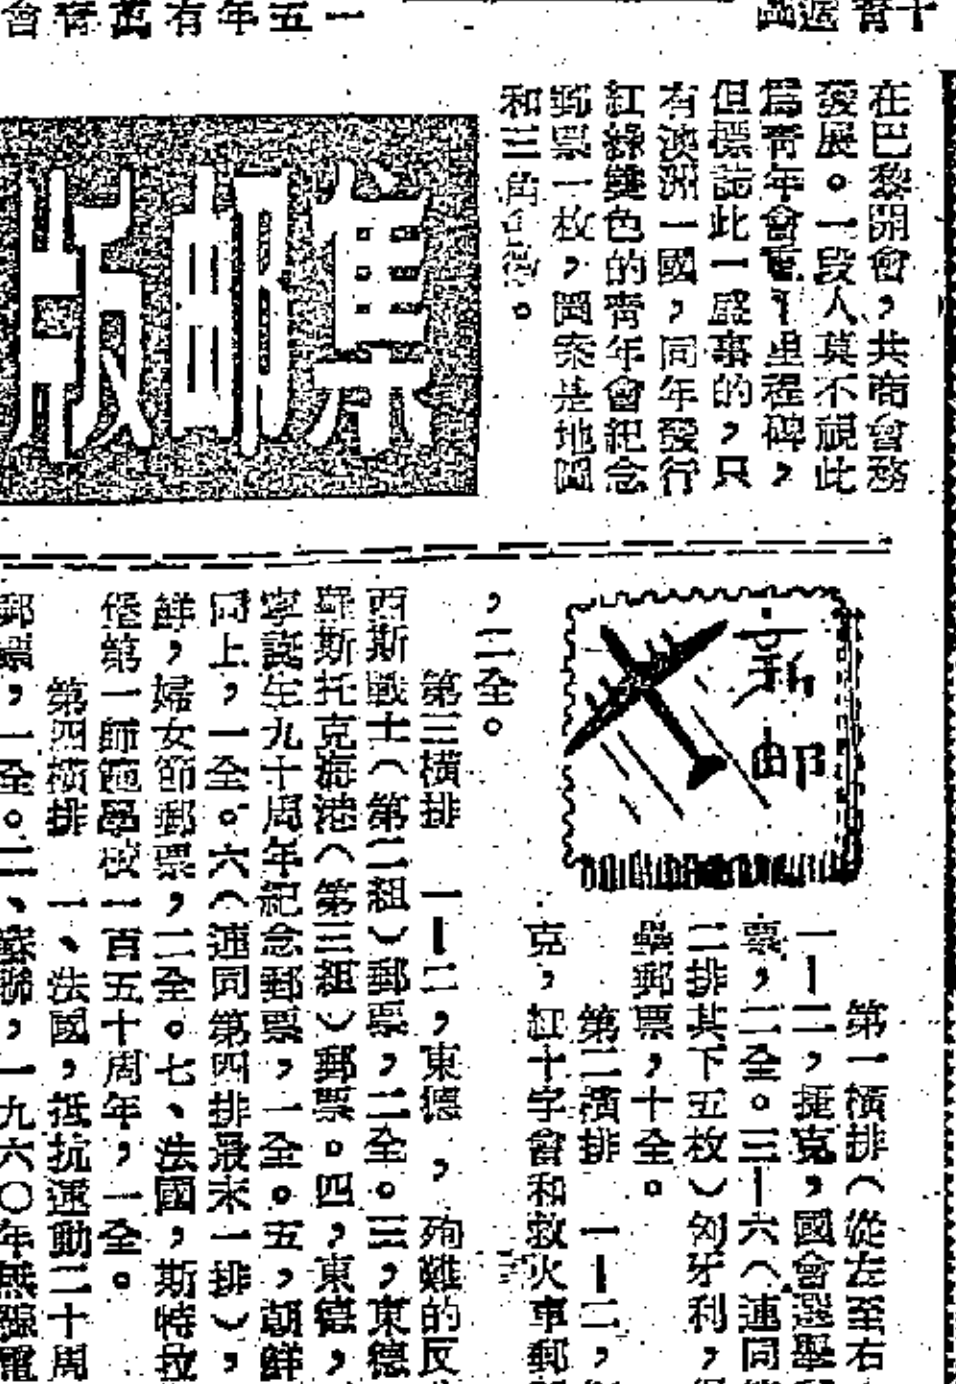 一五年有萬青會
在巴黎開會，共商會務
發展。一段人莫不視此
為青年會電︱里程碑，
但標誌此一盛事的，只
有澳洲一國，同年發行
紅綠雙色的青年會紀念
郵票一枚，圖案是地圖
和三角
集郵版
新邮
第一橫排（從左至右
一︱二，捷克，國會選舉
票，二全。三︱六（連同第
二排其下五枚）匈牙利，
壘郵票，十全。
第二橫排　一︱二，
克，紅十字會和救火車郵
，二全。
第三橫排　一︱二，東德，殉難的反
西斯戰士（第二組）郵票，二全。三，東德
羅斯托克海港（第三組）郵票。四，東德，
寧誕生九十周年紀念郵票，一全。五，朝鮮
同上，一全。六（連同第四排最末一排），
鮮，婦女節郵票，二全。七、法國，斯特拉
堡第一師範學校一百五十周年，一全。
第四橫排　一、法國，抵抗運動二十周
郵票，一全。二、蘇聯，一九六〇年無線電